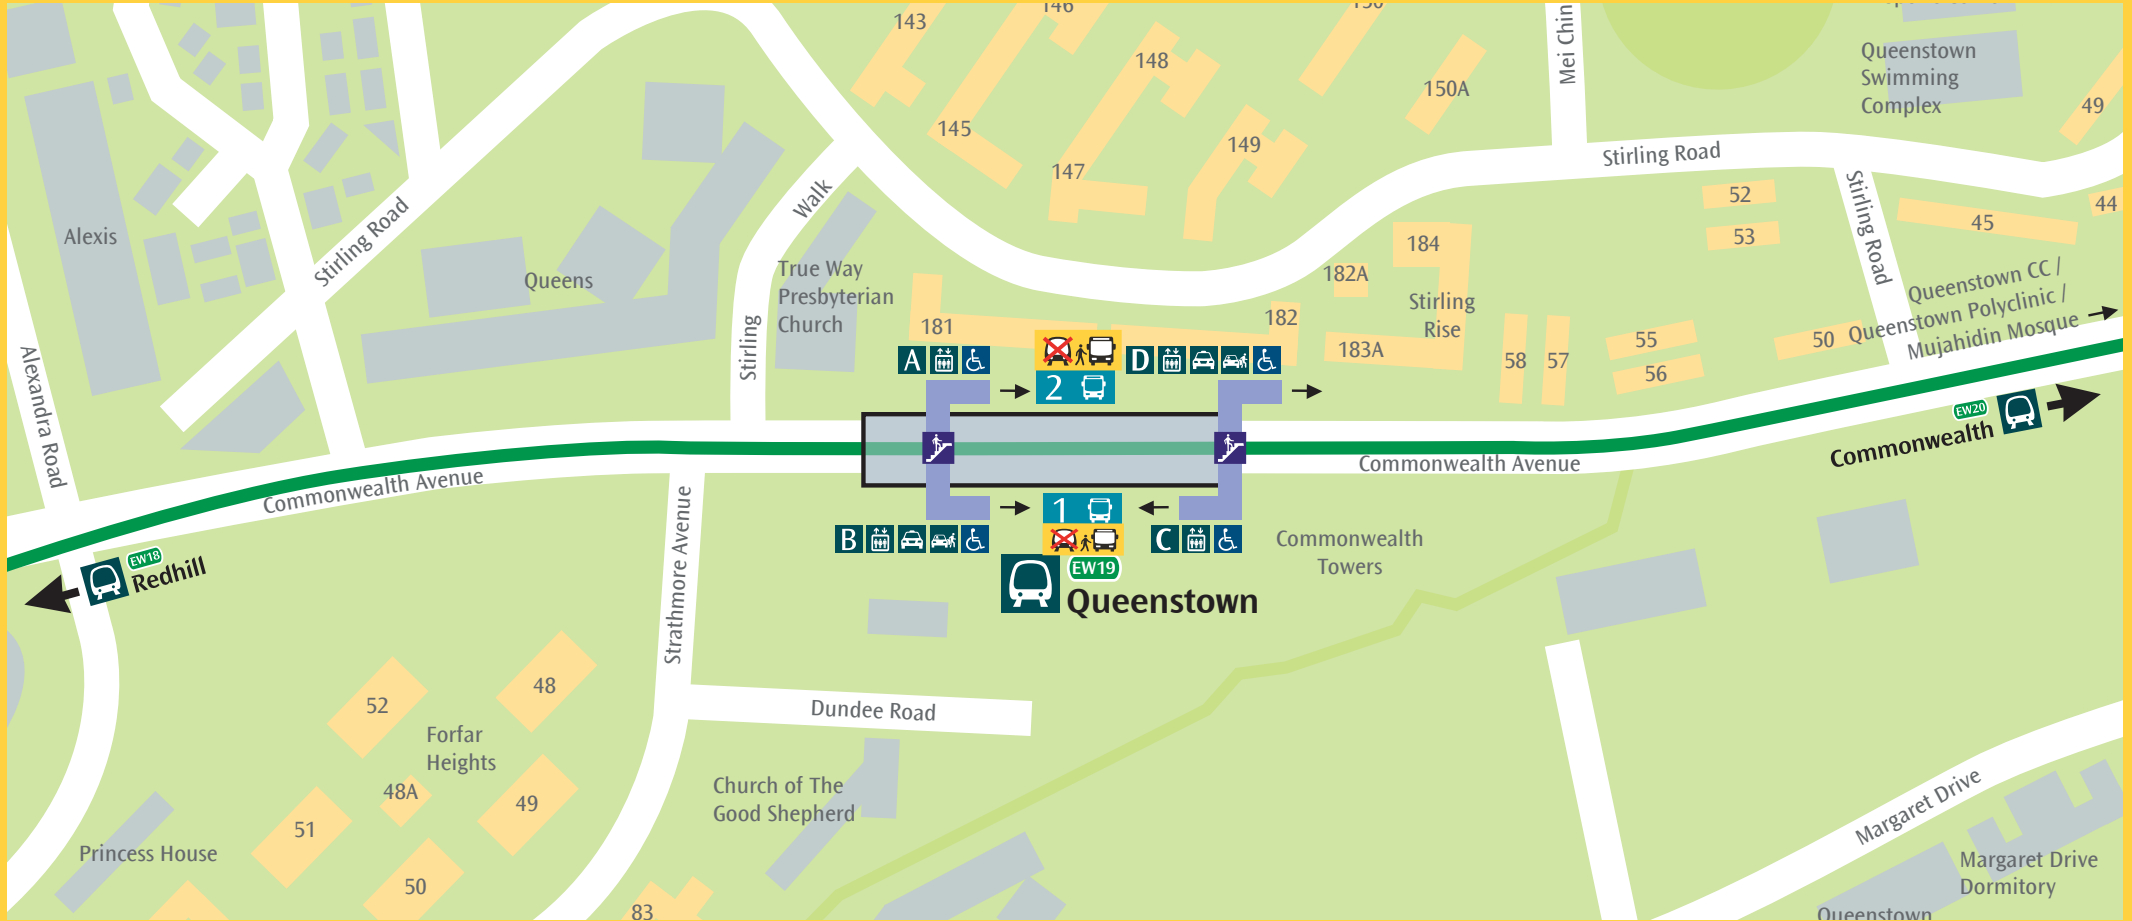 143
146
148
150A
145
147
149
Mei Chin
Queenstown
Swimming
Complex
49
Stirling Road
Stirling Road
52
53
45
44
Alexis
Stirling Road
Queens
Walk
Stirling
True Way
Presbyterian
Church
181
182
182A
184
Stirling
Rise
183A
58
57
55
56
50
Queenstown CC /
Queenstown Polyclinic /
Mujahidin Mosque
A
2
D
Alexandra Road
Commonwealth Avenue
Commonwealth Avenue
EW20
Commonwealth
EW18
Redhill
Strathmore Avenue
B
1
C
EW19
Queenstown
Commonwealth
Towers
52
48
Forfar
Heights
48A
49
51
50
Princess House
Dundee Road
Church of The
Good Shepherd
83
Margaret Drive
Margaret Drive
Dormitory
Queenstown